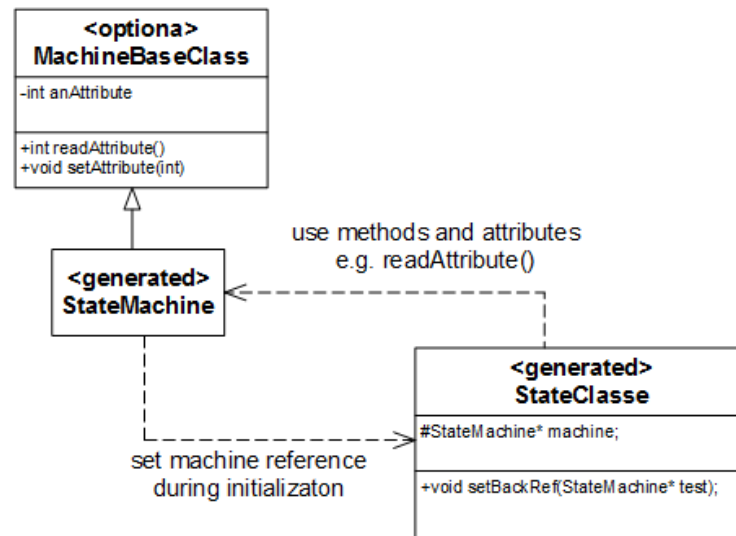 <optiona>
MachineBaseClass
-int anAttribute
+int readAttribute()
+void setAttribute(int)
use methods and attributes
e.g. readAttribute()
<generated>
StateMachine
<generated>
StateClasse
#StateMachine* machine;
+void setBackRef(StateMachine* test);
set machine reference
during initializaton